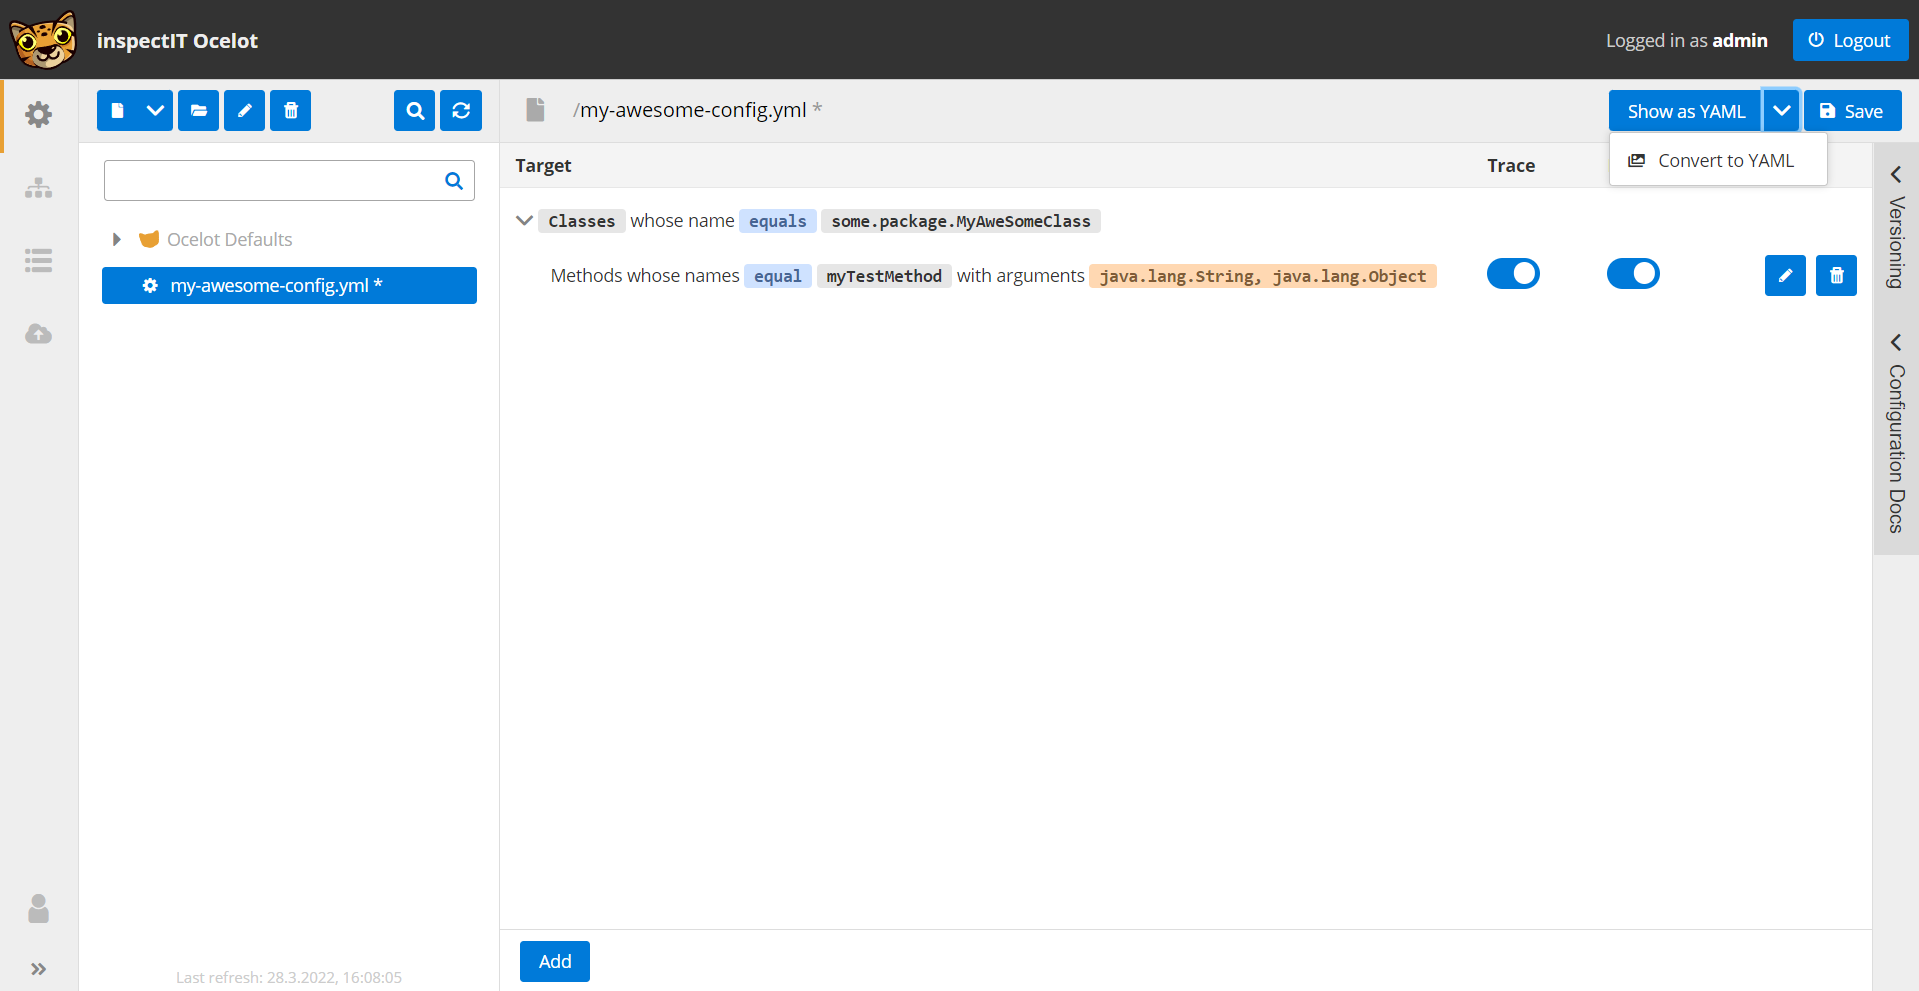 inspectIT Ocelot
Logged in as admin
Logout
/my-awesome-config.yml *
Show as YAML
Save
Convert to YAML
Target
Trace
Ocelot Defaults
my-awesome-config.yml *
Classes whose name equals some.package.MyAweSomeClass
Methods whose names equal myTestMethod with arguments java.lang.String, java.lang.Object
Versioning
Configuration Docs
Add
Last refresh: 28.3.2022, 16:08:05